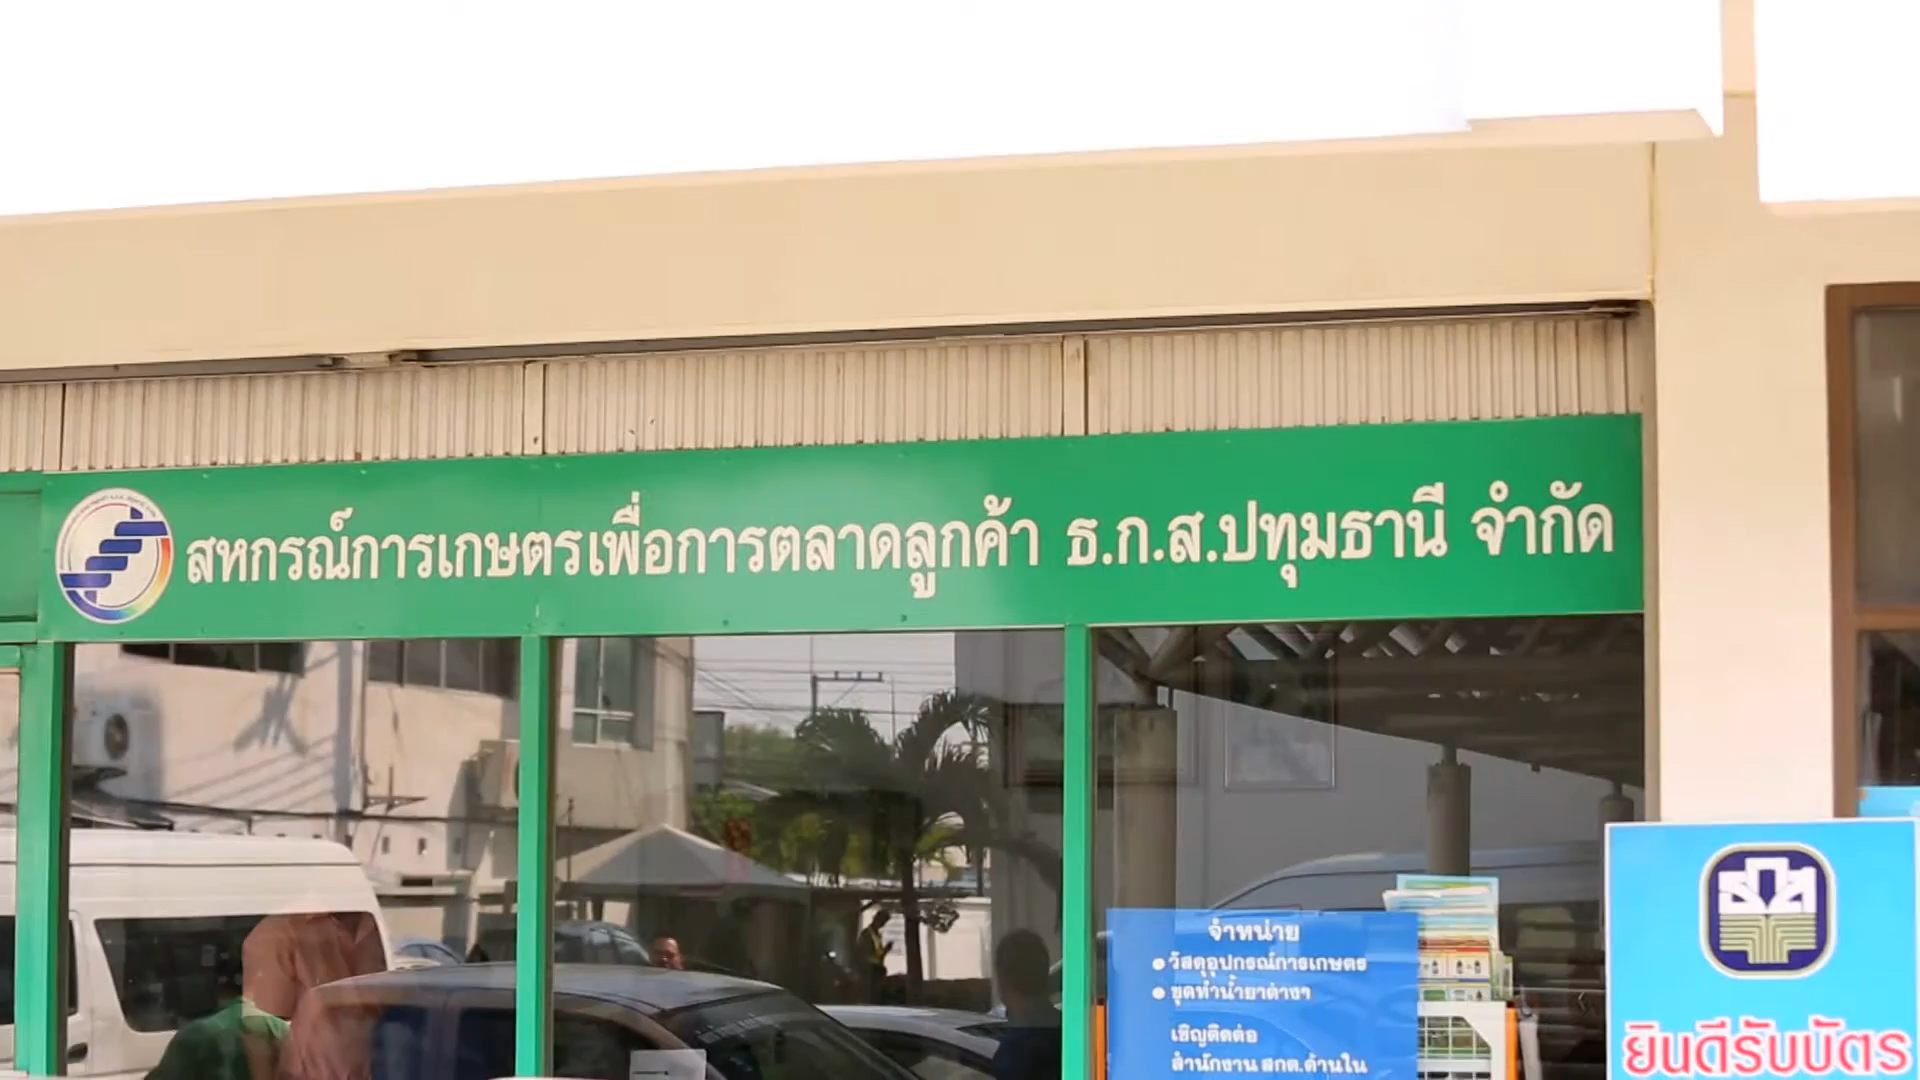 สหกรณ์การเกษตรเพื่อการตลาดลูกค้า ธ.ก.ส.ปทุมธานี จำกัด
จำหน่าย
● วัสดุอุปกรณ์การเกษตร
● ชุดทำน้ำยาต่างๆ
เชิญติดต่อ
สำนักงาน สกต.ด้านใน
ธกส
ยินดีรับบัตร